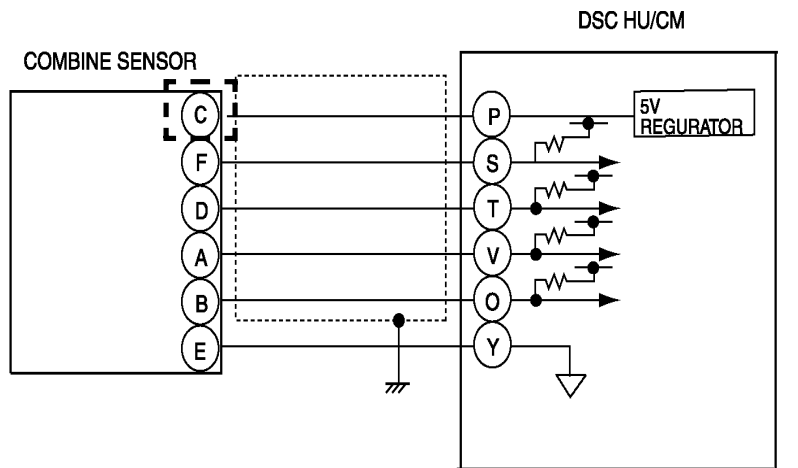 DSC HU/CM
COMBINE SENSOR
C
P
5V
REGURATOR
F
S
D
T
A
V
B
O
E
Y